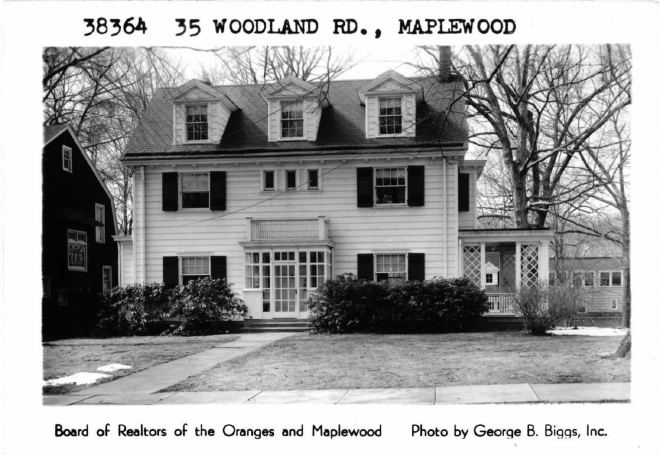 38364 35 WOODLAND RD., MAPLEWOOD
Board of Realtors of the Oranges and Maplewood Photo by George B. Biggs, Inc.